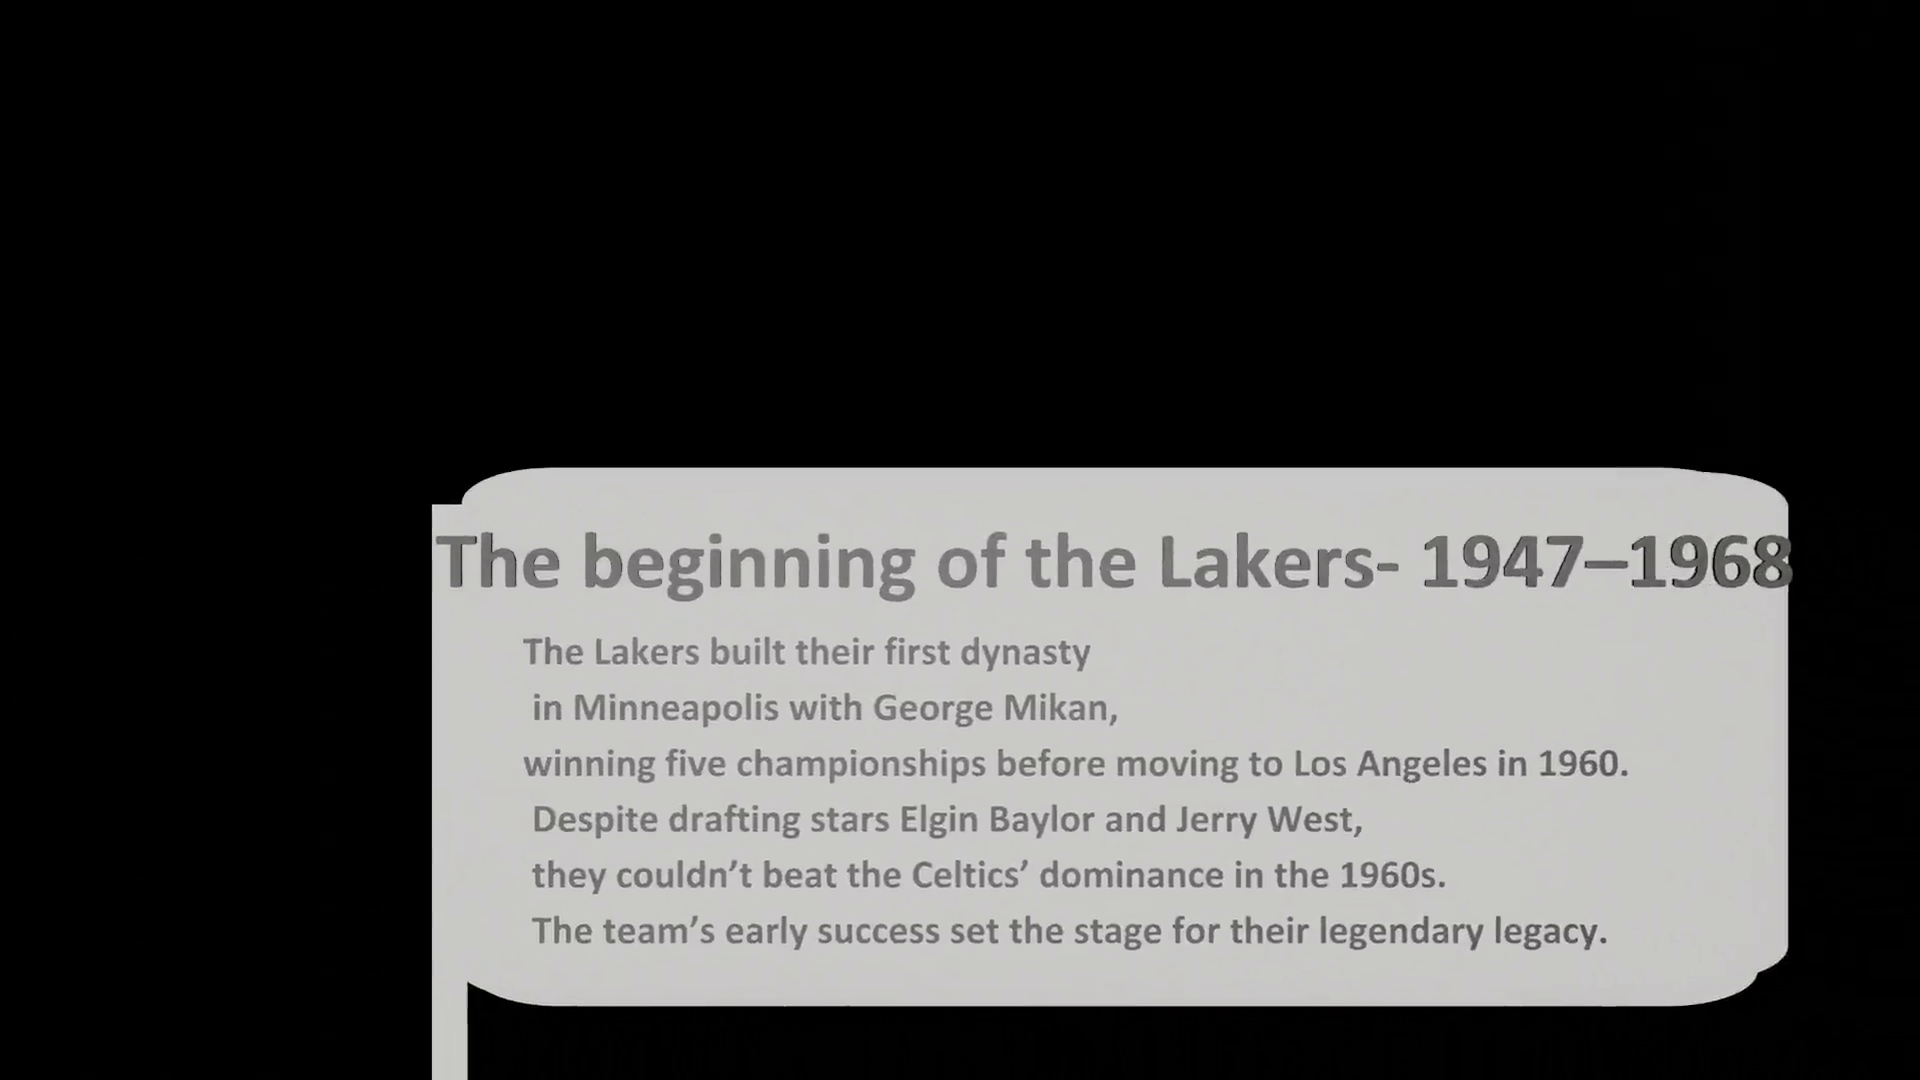 The beginning of the Lakers- 1947–1968
The Lakers built their first dynasty
in Minneapolis with George Mikan,
winning five championships before moving to Los Angeles in 1960.
Despite drafting stars Elgin Baylor and Jerry West,
they couldn’t beat the Celtics’ dominance in the 1960s.
The team’s early success set the stage for their legendary legacy.